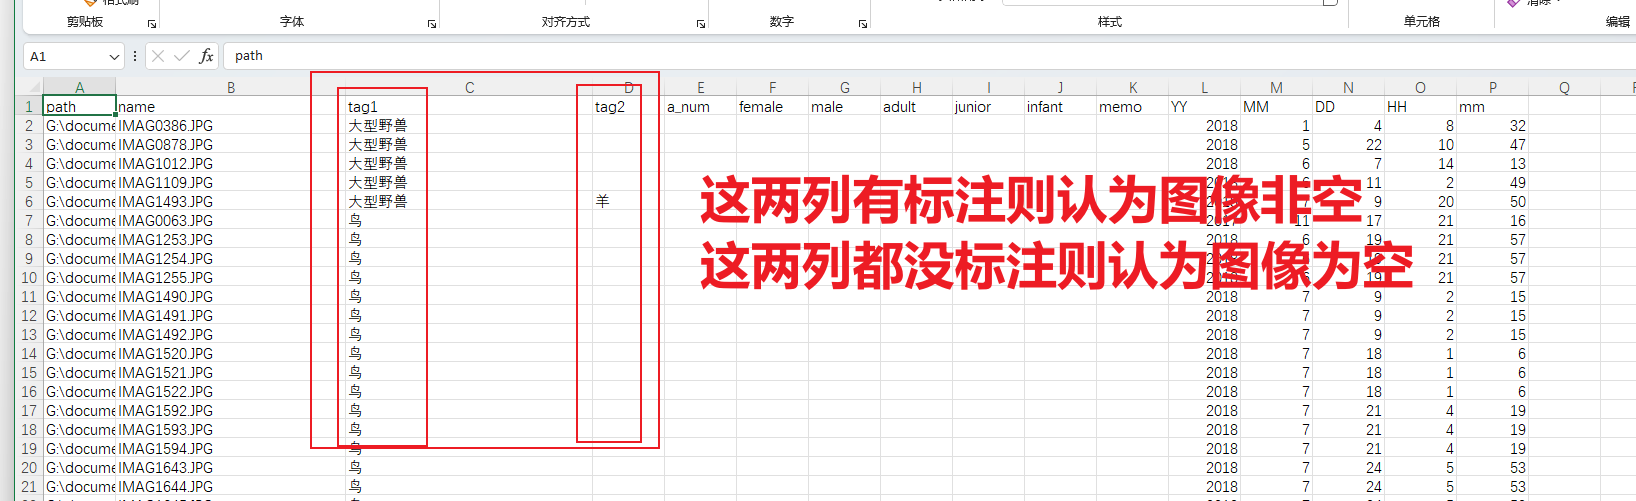 剪贴板 字体 对齐方式 数字 样式 单元格 编辑
A1 fx path
A B C D E F G H I J K L M N O P Q
1 path name tag1 tag2 a_num female male adult junior infant memo YY MM DD HH mm
2 G:\docume IMAG0386.JPG 大型野兽 2018 1 4 8 32
3 G:\docume IMAG0878.JPG 大型野兽 2018 5 22 10 47
4 G:\docume IMAG1012.JPG 大型野兽 2018 6 7 14 13
5 G:\docume IMAG1109.JPG 大型野兽 11 2 49
6 G:\docume IMAG1493.JPG 大型野兽 羊 9 20 50
这两列有标注则认为图像非空
7 G:\docume IMAG0063.JPG 鸟 2017 11 17 21 16
8 G:\docume IMAG1253.JPG 鸟 2018 6 19 21 57
9 G:\docume IMAG1254.JPG 鸟 21 57
这两列都没标注则认为图像为空
10 G:\docume IMAG1255.JPG 鸟 19 21 57
11 G:\docume IMAG1490.JPG 鸟 2018 7 9 2 15
12 G:\docume IMAG1491.JPG 鸟 2018 7 9 2 15
13 G:\docume IMAG1492.JPG 鸟 2018 7 9 2 15
14 G:\docume IMAG1520.JPG 鸟 2018 7 18 1 6
15 G:\docume IMAG1521.JPG 鸟 2018 7 18 1 6
16 G:\docume IMAG1522.JPG 鸟 2018 7 18 1 6
17 G:\docume IMAG1592.JPG 鸟 2018 7 21 4 19
18 G:\docume IMAG1593.JPG 鸟 2018 7 21 4 19
19 G:\docume IMAG1594.JPG 鸟 2018 7 21 4 19
20 G:\docume IMAG1643.JPG 鸟 2018 7 24 5 53
21 G:\docume IMAG1644.JPG 鸟 2018 7 24 5 53